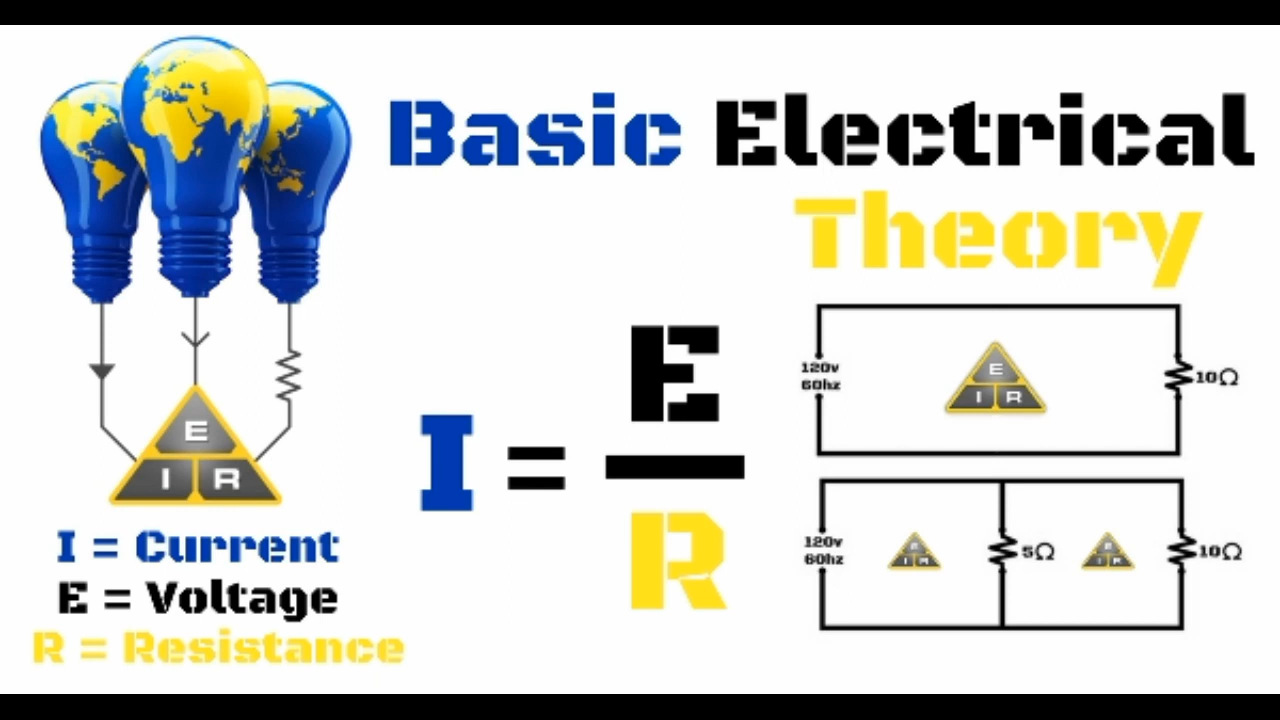 Basic Electrical
Theory
E
I R
I = Current
E = Voltage
R = Resistance
I =
E
R
120v
60hz
E
I R
10Ω
120v
60hz
E
I R
5Ω
E
I R
10Ω